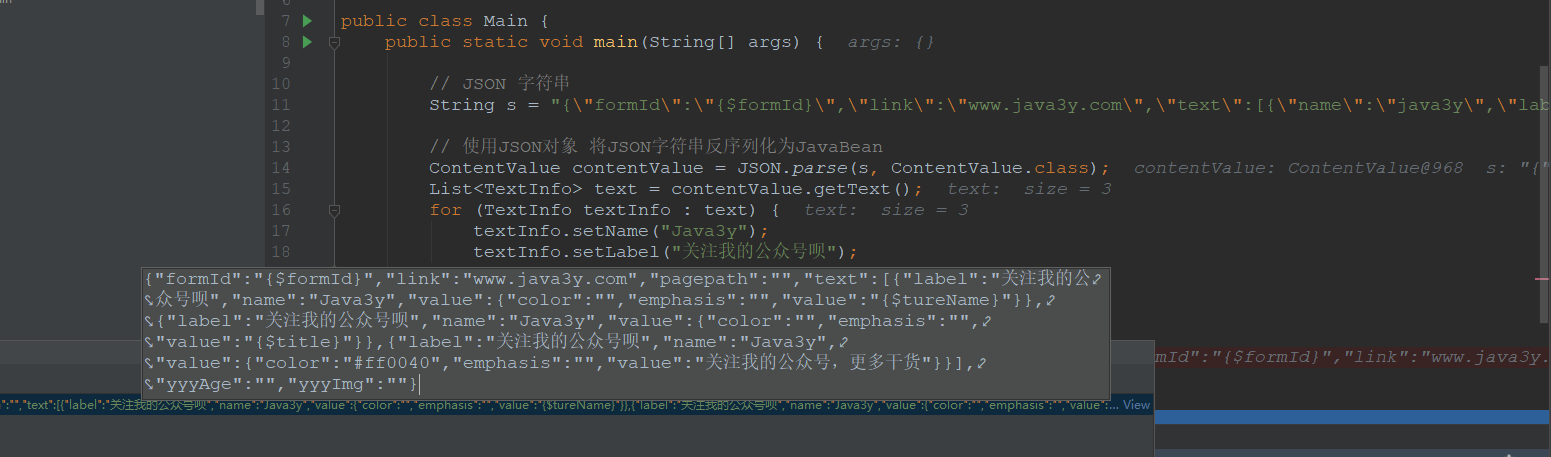 7 public class Main {
8 public static void main(String[] args) { args: {}
9
10 // JSON 字符串
11 String s = "{\"formId\":\"{$formId}\",\"link\":\"www.java3y.com\",\"text\":[{\"name\":\"java3y\",\"lab
12
13 // 使用JSON对象 将JSON字符串反序列化为JavaBean
14 ContentValue contentValue = JSON.parse(s, ContentValue.class); contentValue: ContentValue@968 s: "{"
15 List<TextInfo> text = contentValue.getText(); text: size = 3
16 for (TextInfo textInfo : text) { text: size = 3
17 textInfo.setName("Java3y");
18 textInfo.setLabel("关注我的公众号呗");
{"formId":"{$formId}","link":"www.java3y.com","pagepath":"","text":[{"label":"关注我的公
众号呗","name":"Java3y","value":{"color":"","emphasis":"","value":"{$tureName}"}},
{"label":"关注我的公众号呗","name":"Java3y","value":{"color":"","emphasis":"",
"value":"{$title}"}},{"label":"关注我的公众号呗","name":"Java3y",
"value":{"color":"#ff0040","emphasis":"","value":"关注我的公众号，更多干货"}}],
"yyyAge":"","yyyImg":""}
mId":"{$formId}","link":"www.java3y.
":"","text":[{"label":"关注我的公众号呗","name":"Java3y","value":{"color":"","emphasis":"","value":"{$tureName}"}},{"label":"关注我的公众号呗","name":"Java3y","value":{"color":"","emphasis":"","value":... View